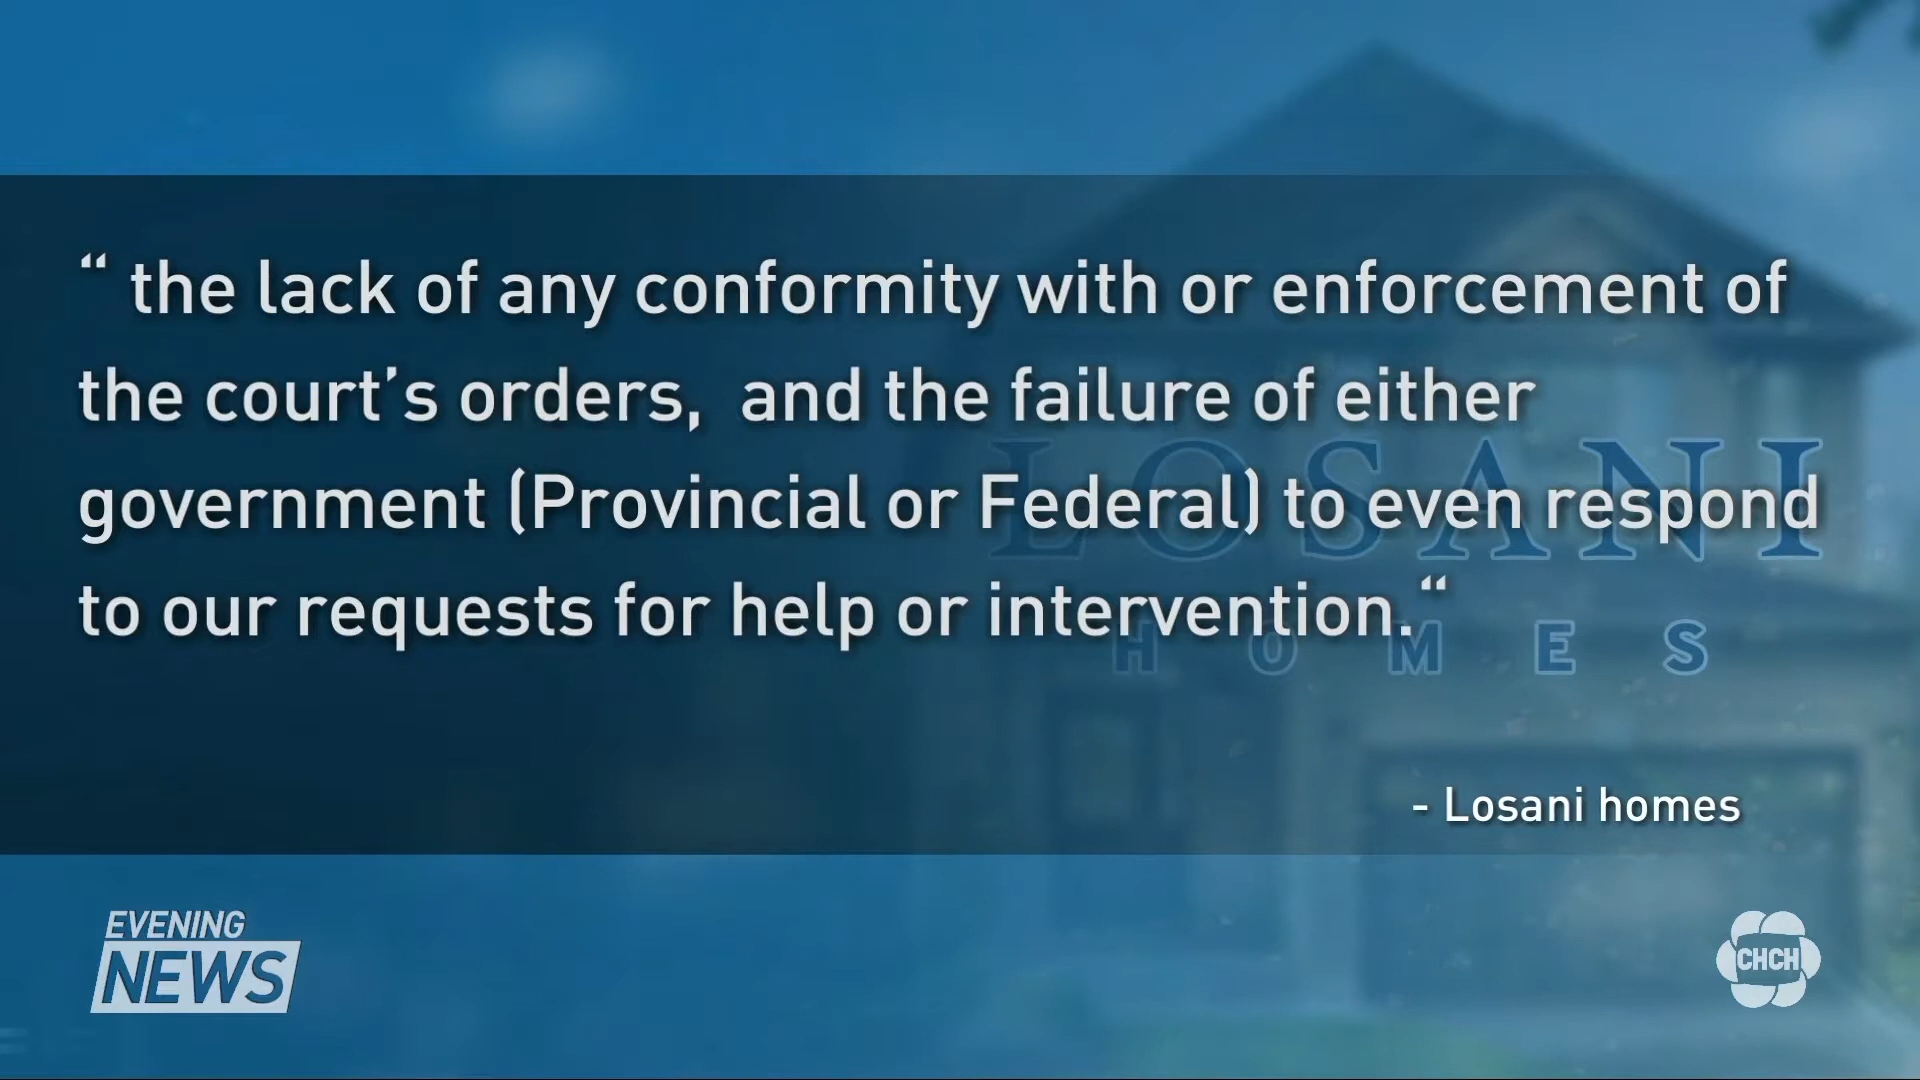 “ the lack of any conformity with or enforcement of
the court’s orders,  and the failure of either
government (Provincial or Federal) to even respond
to our requests for help or intervention.“
LOSANI
HOMES
- Losani homes
EVENING
NEWS
CHCH